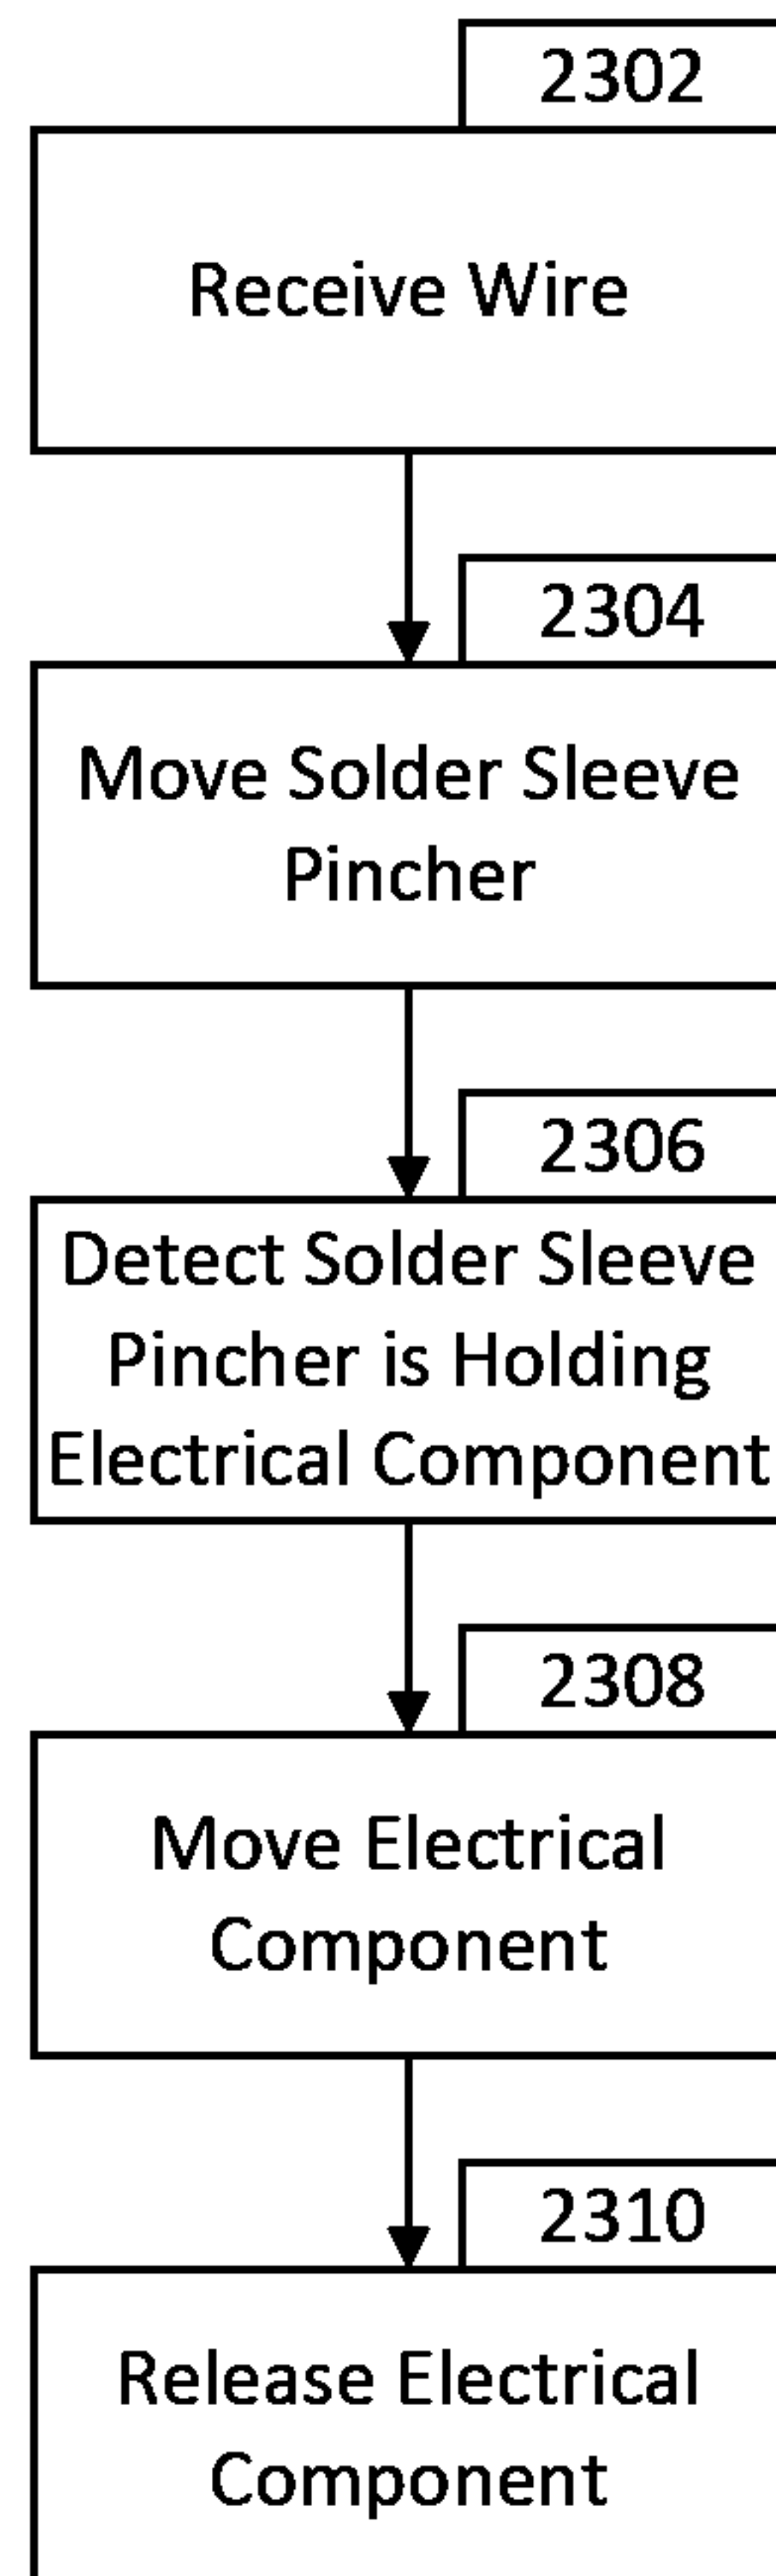 2302
Receive Wire
2304
Move Solder Sleeve
Pincher
2306
Detect Solder Sleeve
Pincher is Holding
Electrical Component
2308
Move Electrical
Component
2310
Release Electrical
Component